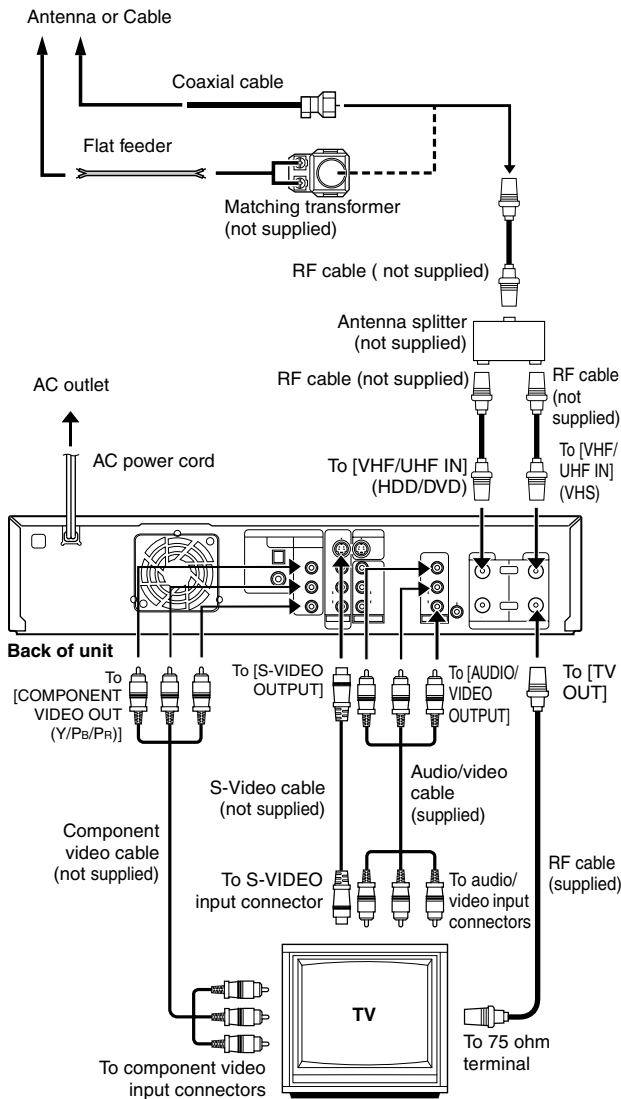 Antenna or Cable
Coaxial cable
Flat feeder
Matching transformer
(not supplied)
RF cable ( not supplied)
Antenna splitter
(not supplied)
RF cable (not supplied)
RF cable
(not
supplied)
AC outlet
AC power cord
To [VHF/UHF IN]
(HDD/DVD)
To [VHF/
UHF IN]
(VHS)
Back of unit
To
[COMPONENT
VIDEO OUT
(Y/PB/PR)]
To [S-VIDEO
OUTPUT]
To [AUDIO/
VIDEO
OUTPUT]
To [TV
OUT]
S-Video cable
(not supplied)
Audio/video
cable
(supplied)
Component
video cable
(not supplied)
RF cable
(supplied)
To S-VIDEO
input connector
To audio/
video input
connectors
TV
To 75 ohm
terminal
To component video
input connectors